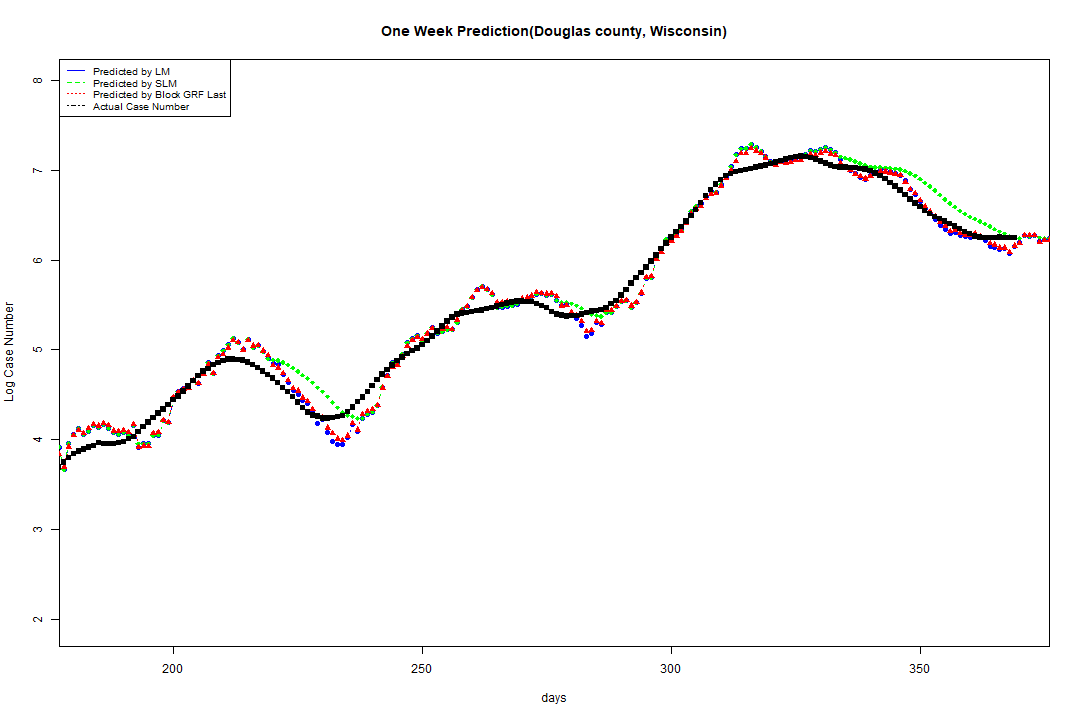 One Week Prediction(Douglas county, Wisconsin)
Predicted by LM
Predicted by SLM
Predicted by Block GRF Last
Actual Case Number
8
7
6
5
4
3
2
Log Case Number
200 250 300 350
days